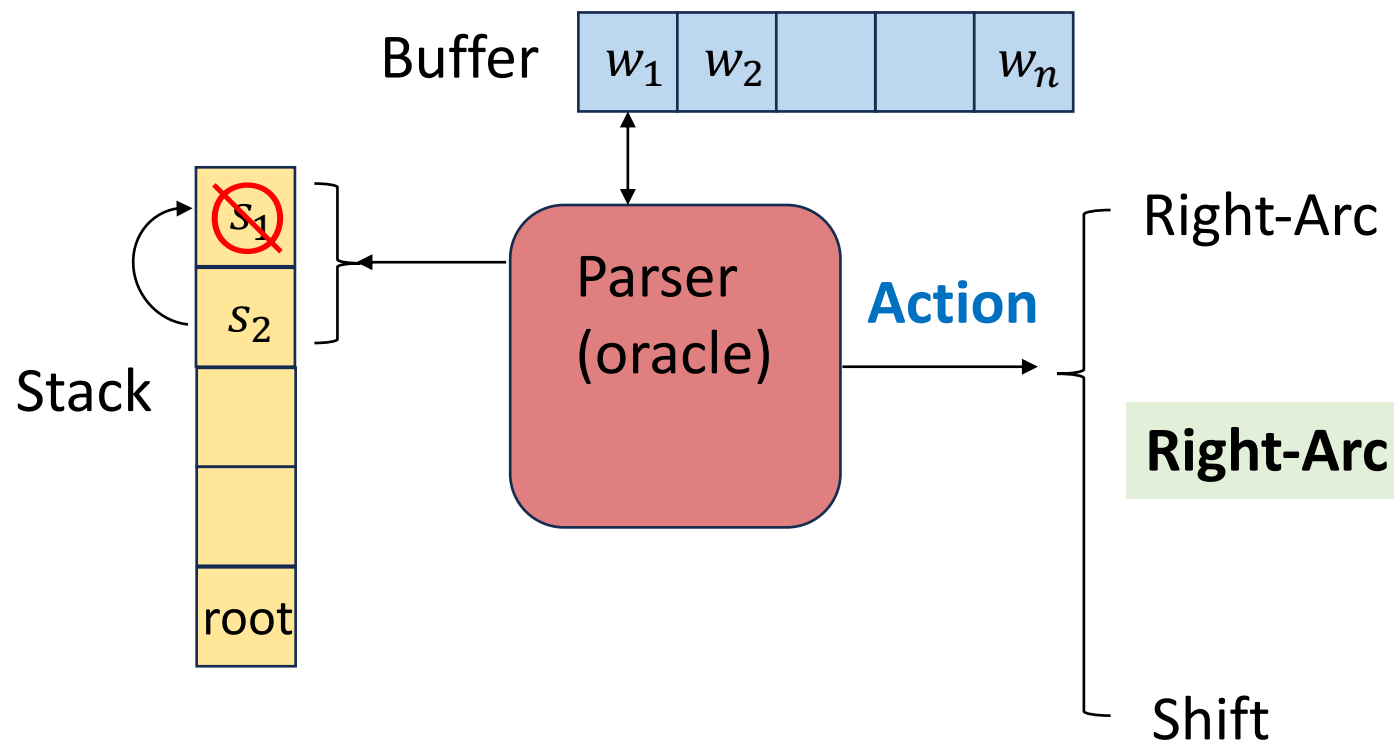 Buffer
w₁ w₂ wₙ
s₁
s₂
Stack
root
Parser
(oracle)
Action
Right-Arc
Right-Arc
Shift